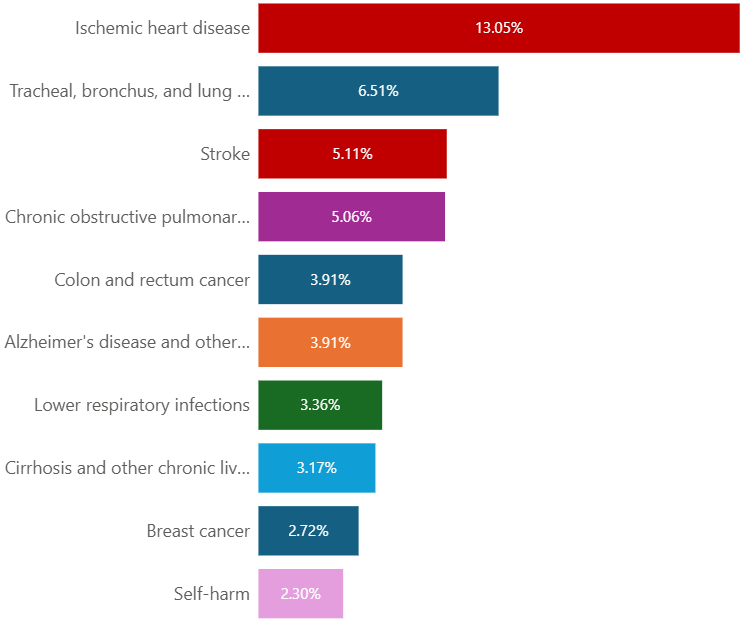 Ischemic heart disease 13.05%
Tracheal, bronchus, and lung ... 6.51%
Stroke 5.11%
Chronic obstructive pulmonar... 5.06%
Colon and rectum cancer 3.91%
Alzheimer's disease and other... 3.91%
Lower respiratory infections 3.36%
Cirrhosis and other chronic liv... 3.17%
Breast cancer 2.72%
Self-harm 2.30%